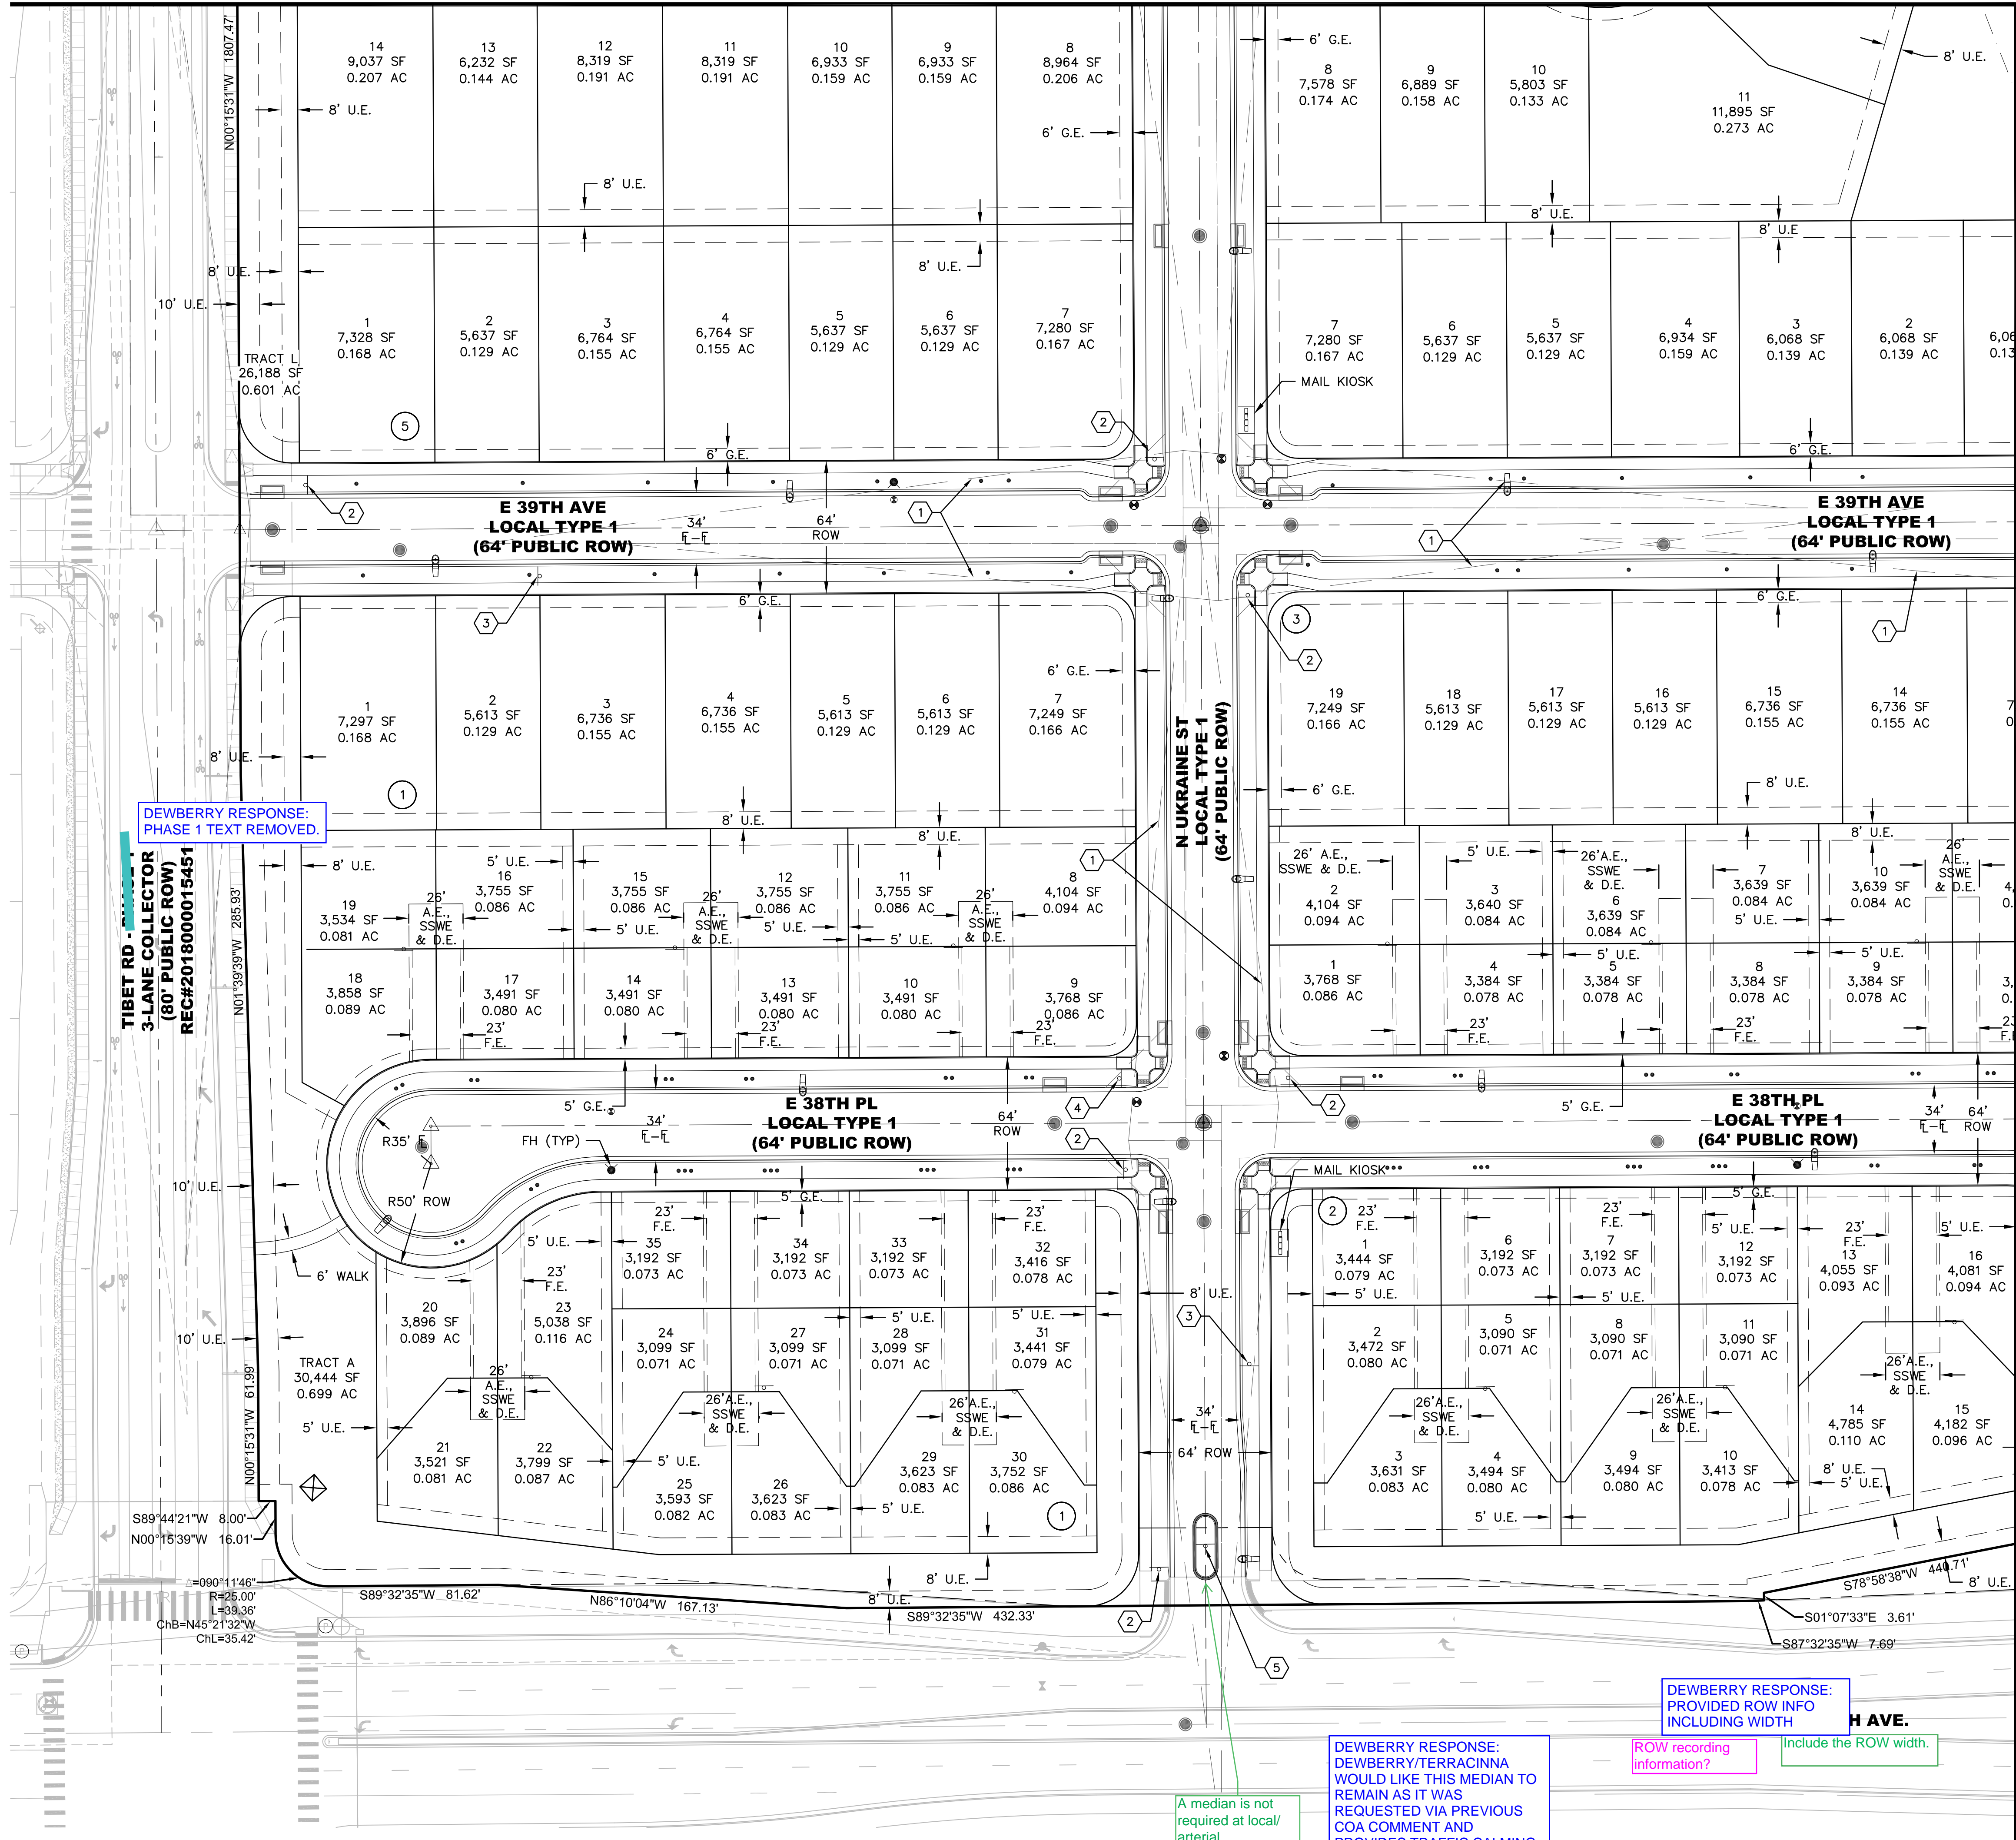 N00°15'31"W 1807.47'
14
9,037 SF
0.207 AC
13
6,232 SF
0.144 AC
12
8,319 SF
0.191 AC
11
8,319 SF
0.191 AC
10
6,933 SF
0.159 AC
9
6,933 SF
0.159 AC
8
8,964 SF
0.206 AC
8' U.E.
6' G.E.
8' U.E.
8' U.E.
8' U.E.
10' U.E.
TRACT L
26,188 SF
0.601 AC
1
7,328 SF
0.168 AC
2
5,637 SF
0.129 AC
3
6,764 SF
0.155 AC
4
6,764 SF
0.155 AC
5
5,637 SF
0.129 AC
6
5,637 SF
0.129 AC
7
7,280 SF
0.167 AC
5
2
6' G.E.
6' G.E.
8
7,578 SF
0.174 AC
9
6,889 SF
0.158 AC
10
5,803 SF
0.133 AC
11
11,895 SF
0.273 AC
8' U.E.
8' U.E.
8' U.E
7
7,280 SF
0.167 AC
6
5,637 SF
0.129 AC
5
5,637 SF
0.129 AC
4
6,934 SF
0.159 AC
3
6,068 SF
0.139 AC
2
6,068 SF
0.139 AC
6,06
0.13
MAIL KIOSK
6' G.E.
2
E 39TH AVE
LOCAL TYPE 1
(64' PUBLIC ROW)
34'
FL-FL
64'
ROW
1
1
E 39TH AVE
LOCAL TYPE 1
(64' PUBLIC ROW)
3
6' G.E.
6' G.E.
8' U.E.
1
7,297 SF
0.168 AC
2
5,613 SF
0.129 AC
3
6,736 SF
0.155 AC
4
6,736 SF
0.155 AC
5
5,613 SF
0.129 AC
6
5,613 SF
0.129 AC
7
7,249 SF
0.166 AC
1
8' U.E.
8' U.E.
N UKRAINE ST
LOCAL TYPE 1
(64' PUBLIC ROW)
1
3
2
6' G.E.
1
19
7,249 SF
0.166 AC
18
5,613 SF
0.129 AC
17
5,613 SF
0.129 AC
16
5,613 SF
0.129 AC
15
6,736 SF
0.155 AC
14
6,736 SF
0.155 AC
7
0
6' G.E.
8' U.E.
8' U.E.
DEWBERRY RESPONSE:
PHASE 1 TEXT REMOVED.
TIBET RD -
3-LANE COLLECTOR
(80' PUBLIC ROW)
REC#2018000015451
N01°39'39"W 285.93'
8' U.E.
19
3,534 SF
0.081 AC
5' U.E.
16
3,755 SF
0.086 AC
15
3,755 SF
0.086 AC
12
3,755 SF
0.086 AC
11
3,755 SF
0.086 AC
8
4,104 SF
0.094 AC
26'
A.E.,
SSWE
& D.E.
5' U.E.
26'
A.E.,
SSWE
& D.E.
5' U.E.
5' U.E.
26'
A.E.,
SSWE
& D.E.
18
3,858 SF
0.089 AC
17
3,491 SF
0.080 AC
14
3,491 SF
0.080 AC
13
3,491 SF
0.080 AC
10
3,491 SF
0.080 AC
9
3,768 SF
0.086 AC
23'
F.E.
23'
F.E.
23'
F.E.
26' A.E.,
SSWE & D.E.
2
4,104 SF
0.094 AC
5' U.E.
3
3,640 SF
0.084 AC
26'A.E.,
SSWE
& D.E.
6
3,639 SF
0.084 AC
7
3,639 SF
0.084 AC
5' U.E.
10
3,639 SF
0.084 AC
26'
A.E.,
SSWE
& D.E.
4,
0.
5' U.E.
5' U.E.
1
3,768 SF
0.086 AC
4
3,384 SF
0.078 AC
5
3,384 SF
0.078 AC
8
3,384 SF
0.078 AC
9
3,384 SF
0.078 AC
3,
0.
23'
F.E.
23'
F.E.
23
F.
5' G.E.
E 38TH PL
LOCAL TYPE 1
(64' PUBLIC ROW)
34'
FL-FL
64'
ROW
R35' FL
FH (TYP)
R50' ROW
4
2
2
5' G.E.
E 38TH PL
LOCAL TYPE 1
(64' PUBLIC ROW)
34'
FL-FL
64'
ROW
MAIL KIOSK
10' U.E.
6' WALK
10' U.E.
TRACT A
30,444 SF
0.699 AC
5' U.E.
N00°15'31"W 61.99'
5' G.E.
5' U.E.
23'
F.E.
20
3,896 SF
0.089 AC
23
5,038 SF
0.116 AC
23'
F.E.
35
3,192 SF
0.073 AC
34
3,192 SF
0.073 AC
33
3,192 SF
0.073 AC
23'
F.E.
32
3,416 SF
0.078 AC
24
3,099 SF
0.071 AC
27
3,099 SF
0.071 AC
5' U.E.
28
3,099 SF
0.071 AC
5' U.E.
31
3,441 SF
0.079 AC
26'
A.E.,
SSWE
& D.E.
26'A.E.,
SSWE
& D.E.
26'A.E.,
SSWE
& D.E.
21
3,521 SF
0.081 AC
22
3,799 SF
0.087 AC
5' U.E.
25
3,593 SF
0.082 AC
26
3,623 SF
0.083 AC
5' U.E.
29
3,623 SF
0.083 AC
30
3,752 SF
0.086 AC
1
8' U.E.
8' U.E.
3
34'
FL-FL
64' ROW
2
5
2
5' G.E.
23'
F.E.
1
3,444 SF
0.079 AC
5' U.E.
6
3,192 SF
0.073 AC
23'
F.E.
7
3,192 SF
0.073 AC
5' U.E.
5' U.E.
12
3,192 SF
0.073 AC
23'
F.E.
13
4,055 SF
0.093 AC
5' U.E.
16
4,081 SF
0.094 AC
2
3,472 SF
0.080 AC
5
3,090 SF
0.071 AC
8
3,090 SF
0.071 AC
11
3,090 SF
0.071 AC
26'A.E.,
SSWE
& D.E.
26'A.E.,
SSWE
& D.E.
26'A.E.,
SSWE
& D.E.
3
3,631 SF
0.083 AC
4
3,494 SF
0.080 AC
9
3,494 SF
0.080 AC
10
3,413 SF
0.078 AC
14
4,785 SF
0.110 AC
15
4,182 SF
0.096 AC
5' U.E.
8' U.E.
5' U.E.
S89°44'21"W 8.00'
N00°15'39"W 16.01'
=090°11'46"
R=25.00'
L=39.36'
ChB=N45°21'32"W
ChL=35.42'
S89°32'35"W 81.62'
N86°10'04"W 167.13'
8' U.E.
S89°32'35"W 432.33'
S78°58'38"W 440.71'
8' U.E.
S01°07'33"E 3.61'
S87°32'35"W 7.69'
DEWBERRY RESPONSE:
PROVIDED ROW INFO
INCLUDING WIDTH
H AVE.
ROW recording
information?
Include the ROW width.
A median is not
required at local/
arterial
DEWBERRY RESPONSE:
DEWBERRY/TERRACINNA
WOULD LIKE THIS MEDIAN TO
REMAIN AS IT WAS
REQUESTED VIA PREVIOUS
COA COMMENT AND
PROVIDES TRAFFIC CALMING